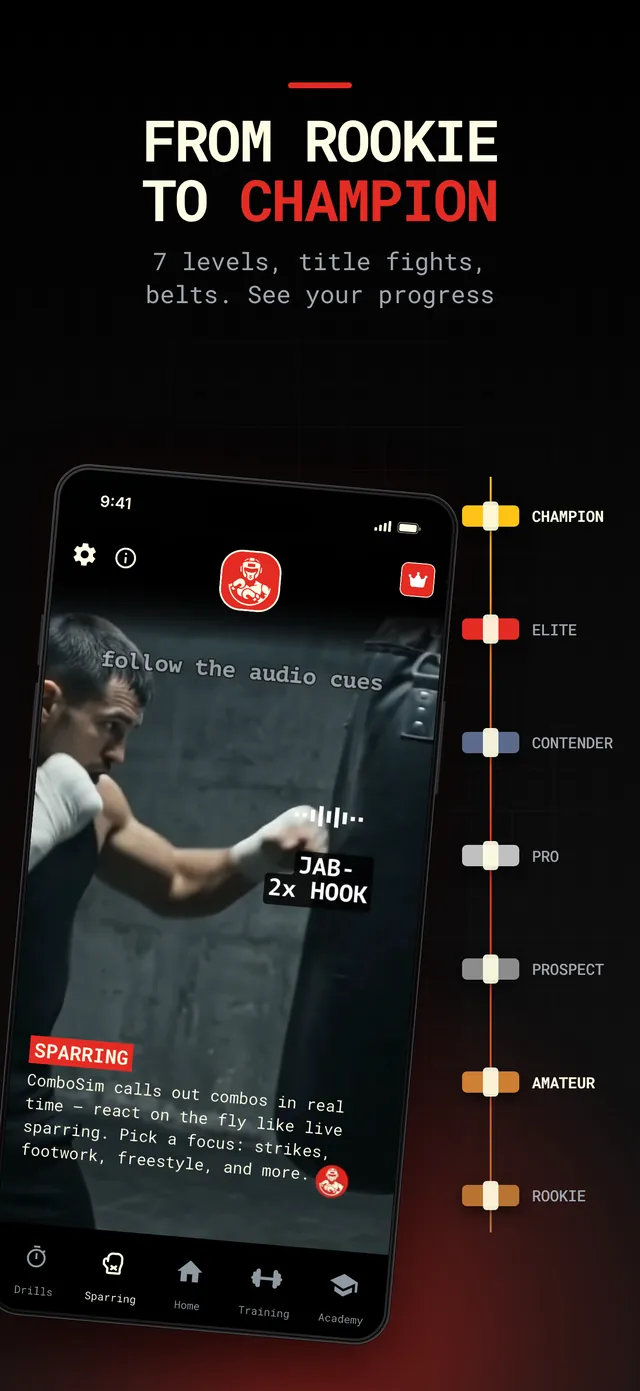 FROM ROOKIE
TO CHAMPION
7 levels, title fights,
belts. See your progress
9:41
follow the audio cues
JAB-
2x HOOK
SPARRING
ComboSim calls out combos in real
time — react on the fly like live
sparring. Pick a focus: strikes,
footwork, freestyle, and more.
Drills
Sparring
Home
Training
Academy
CHAMPION
ELITE
CONTENDER
PRO
PROSPECT
AMATEUR
ROOKIE